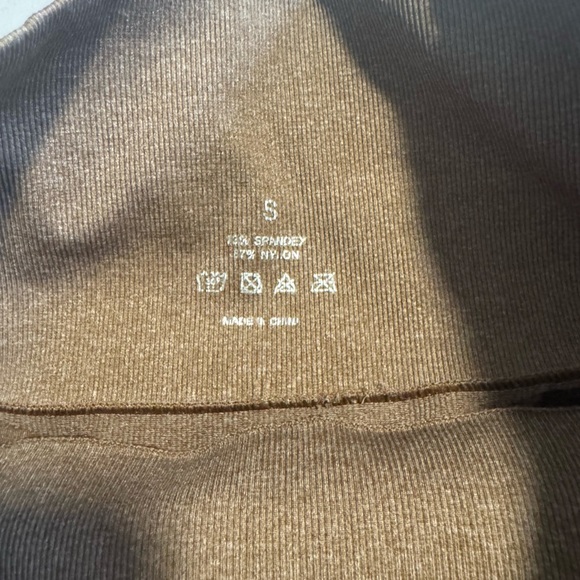 S
13% SPANDEX
87% NYLON
MADE IN CHINA